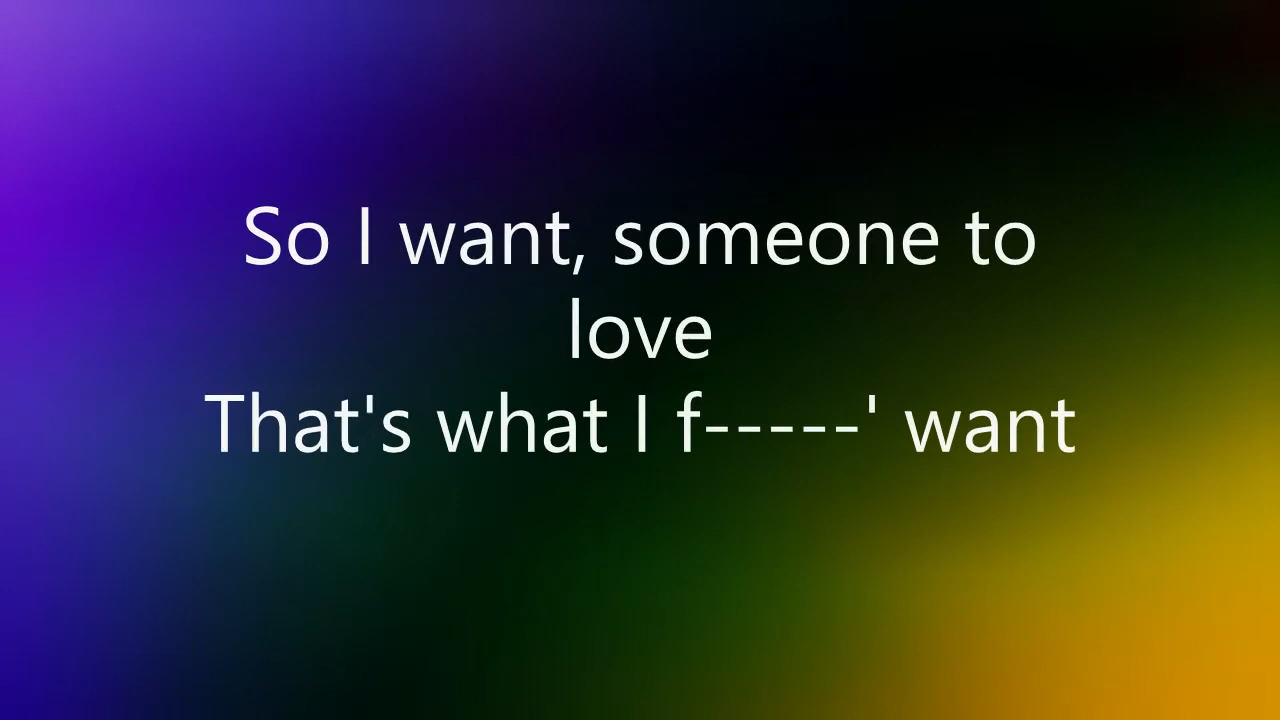 So I want, someone to
love
That's what I f-----' want